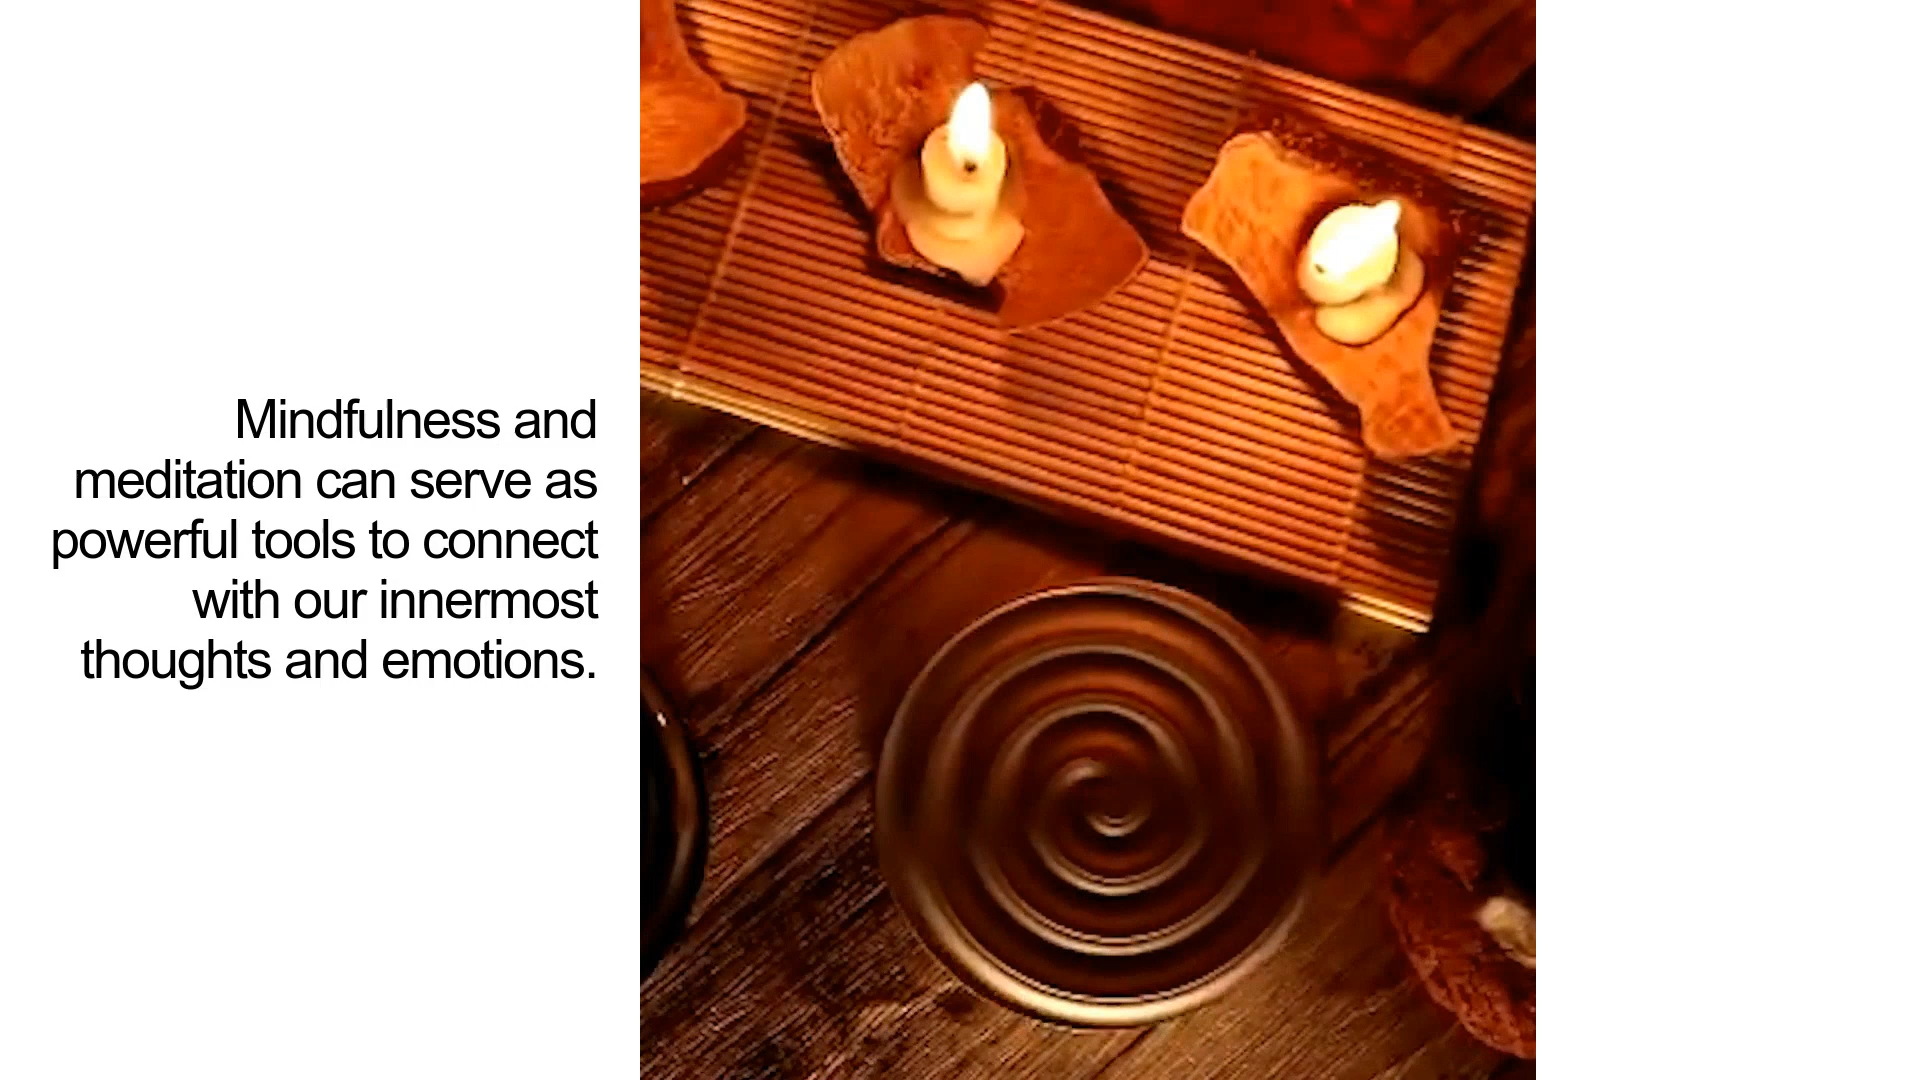 Mindfulness and
meditation can serve as
powerful tools to connect
with our innermost
thoughts and emotions.